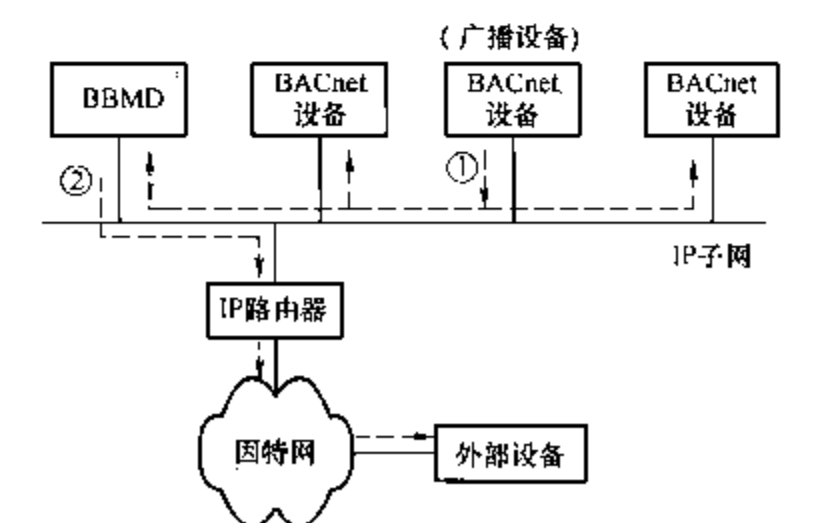 (广播设备)
BBMD
BACnet
设备
BACnet
设备
BACnet
设备
②
①
IP子网
IP路由器
因特网
外部设备